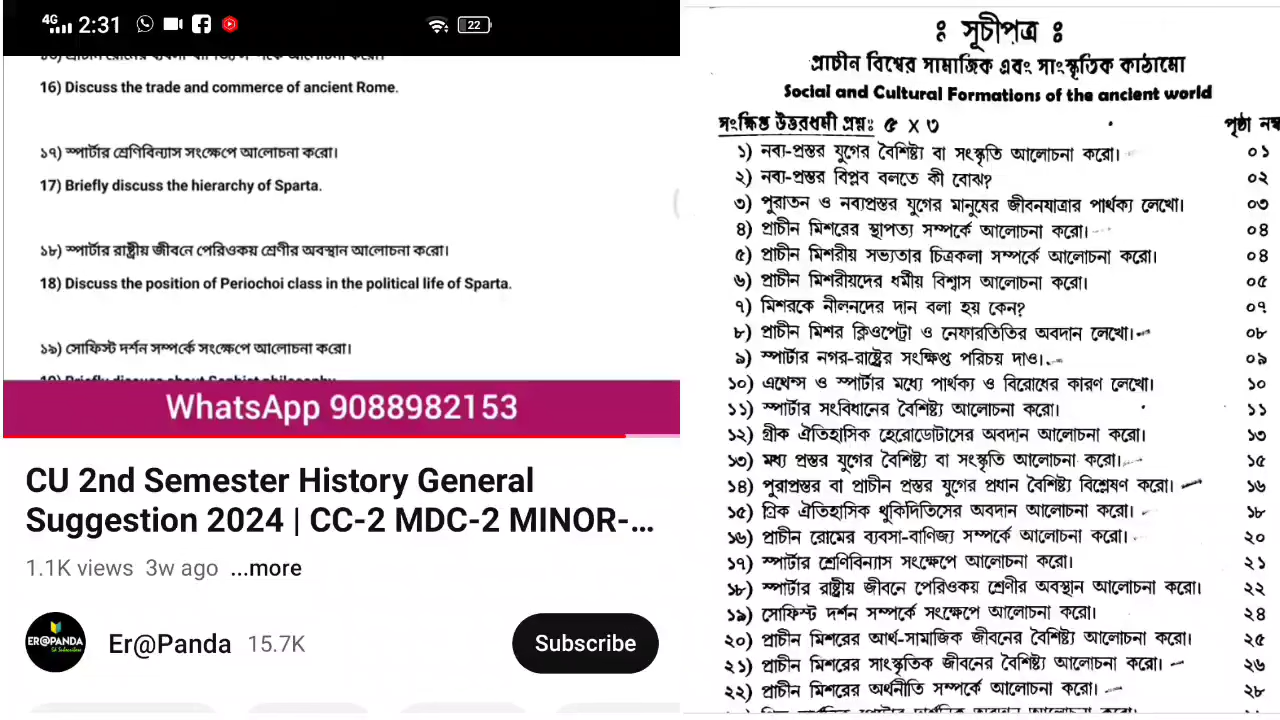 4G 2:31 22
16) Discuss the trade and commerce of ancient Rome.
১৭) স্পার্টার শ্রেণিবিন্যাস সংক্ষেপে আলোচনা করো।
17) Briefly discuss the hierarchy of Sparta.
১৮) স্পার্টার রাষ্ট্রীয় জীবনে পেরিওকয় শ্রেণীর অবস্থান আলোচনা করো।
18) Discuss the position of Periochoi class in the political life of Sparta.
১৯) সোফিস্ট দর্শন সম্পর্কে সংক্ষেপে আলোচনা করো।
19) Briefly discuss about Sophist philosophy
WhatsApp 9088982153
CU 2nd Semester History General
Suggestion 2024 | CC-2 MDC-2 MINOR-...
1.1K views 3w ago ...more
ER@PANDA
Er@Panda 15.7K Subscribe
ঃ সূচীপত্র ঃ
প্রাচীন বিশ্বের সামাজিক এবং সাংস্কৃতিক কাঠামো
Social and Cultural Formations of the ancient world
সংক্ষিপ্ত উত্তরধর্মী প্রশ্নঃ ৫ X ৩ পৃষ্ঠা নম্ব
১) নব্য-প্রস্তর যুগের বৈশিষ্ট্য বা সংস্কৃতি আলোচনা করো। ০১
২) নব্য-প্রস্তর বিপ্লব বলতে কী বোঝ? ০২
৩) পুরাতন ও নব্যপ্রস্তর যুগের মানুষের জীবনযাত্রার পার্থক্য লেখো। ০৩
৪) প্রাচীন মিশরের স্থাপত্য সম্পর্কে আলোচনা করো। ০৪
৫) প্রাচীন মিশরীয় সভ্যতার চিত্রকলা সম্পর্কে আলোচনা করো। ০৪
৬) প্রাচীন মিশরীয়দের ধর্মীয় বিশ্বাস আলোচনা করো। ০৫
৭) মিশরকে নীলনদের দান বলা হয় কেন? ০৭
৮) প্রাচীন মিশর ক্লিওপেট্রা ও নেফারতিতির অবদান লেখো। ০৮
৯) স্পার্টার নগর-রাষ্ট্রের সংক্ষিপ্ত পরিচয় দাও। ০৯
১০) এথেন্স ও স্পার্টার মধ্যে পার্থক্য ও বিরোধের কারণ লেখো। ১০
১১) স্পার্টার সংবিধানের বৈশিষ্ট্য আলোচনা করো। ১১
১২) গ্রীক ঐতিহাসিক হেরোডোটাসের অবদান আলোচনা করো। ১৩
১৩) মধ্য প্রস্তর যুগের বৈশিষ্ট্য বা সংস্কৃতি আলোচনা করো। ১৫
১৪) পুরাপ্রস্তর বা প্রাচীন প্রস্তর যুগের প্রধান বৈশিষ্ট্য বিশ্লেষণ করো। ১৬
১৫) গ্রিক ঐতিহাসিক থুকিদিতিসের অবদান আলোচনা করো। ১৮
১৬) প্রাচীন রোমের ব্যবসা-বাণিজ্য সম্পর্কে আলোচনা করো। ২০
১৭) স্পার্টার শ্রেণিবিন্যাস সংক্ষেপে আলোচনা করো। ২১
১৮) স্পার্টার রাষ্ট্রীয় জীবনে পেরিওকয় শ্রেণীর অবস্থান আলোচনা করো। ২২
১৯) সোফিস্ট দর্শন সম্পর্কে সংক্ষেপে আলোচনা করো। ২৪
২০) প্রাচীন মিশরের আর্থ-সামাজিক জীবনের বৈশিষ্ট্য আলোচনা করো। ২৫
২১) প্রাচীন মিশরের সাংস্কৃতিক জীবনের বৈশিষ্ট্য আলোচনা করো। ২৬
২২) প্রাচীন মিশরের অর্থনীতি সম্পর্কে আলোচনা করো। ২৮